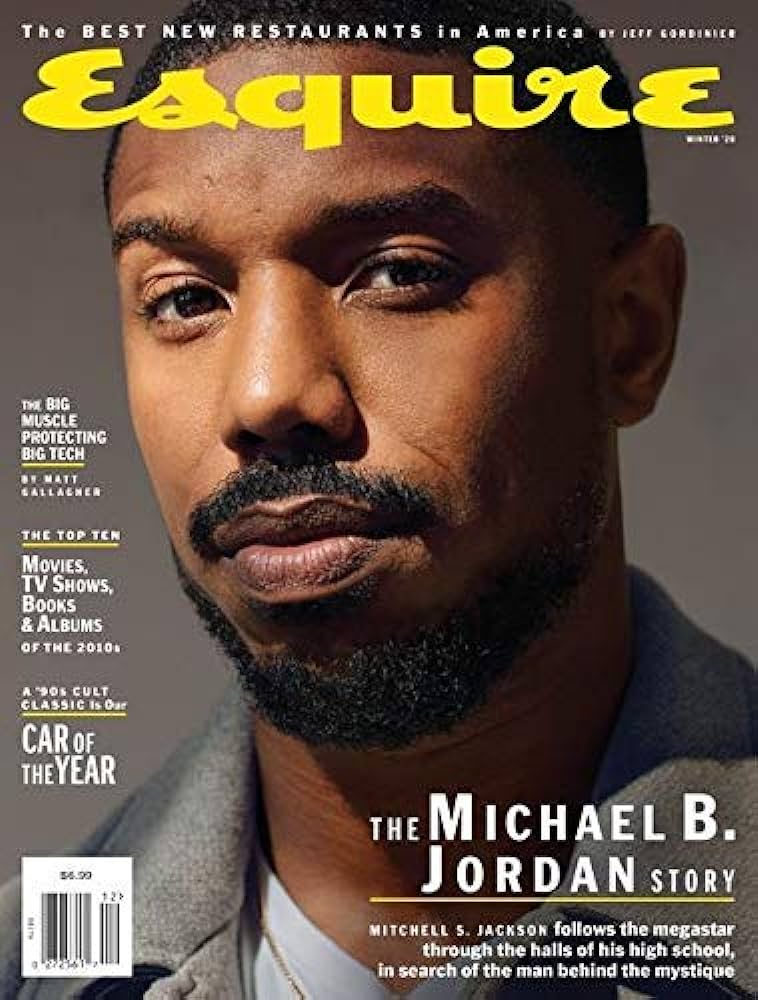 The BEST NEW RESTAURANTS in America BY JEFF GORDINIER
Esquire
WINTER '20
THE BIG
MUSCLE
PROTECTING
BIG TECH
BY MATT
GALLAGHER
THE TOP TEN
MOVIES,
TV SHOWS,
BOOKS
& ALBUMS
OF THE 2010s
A '90s CULT
CLASSIC Is Our
CAR OF
THE YEAR
THE MICHAEL B.
JORDAN STORY
MITCHELL S. JACKSON follows the megastar
through the halls of his high school,
in search of the man behind the mystique
$6.99
12>